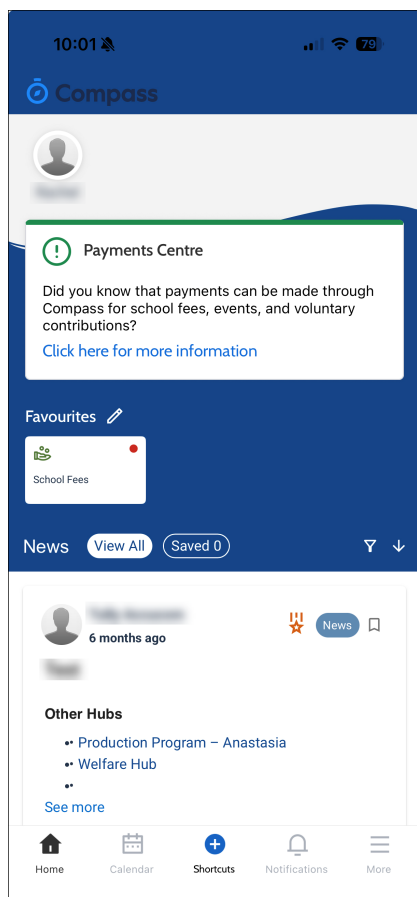 10:01
79
Compass
Payments Centre
Did you know that payments can be made through
Compass for school fees, events, and voluntary
contributions?
Click here for more information
Favourites
School Fees
News View All Saved 0
6 months ago
News
Other Hubs
•• Production Program – Anastasia
•• Welfare Hub
••
See more
Home Calendar Shortcuts Notifications More